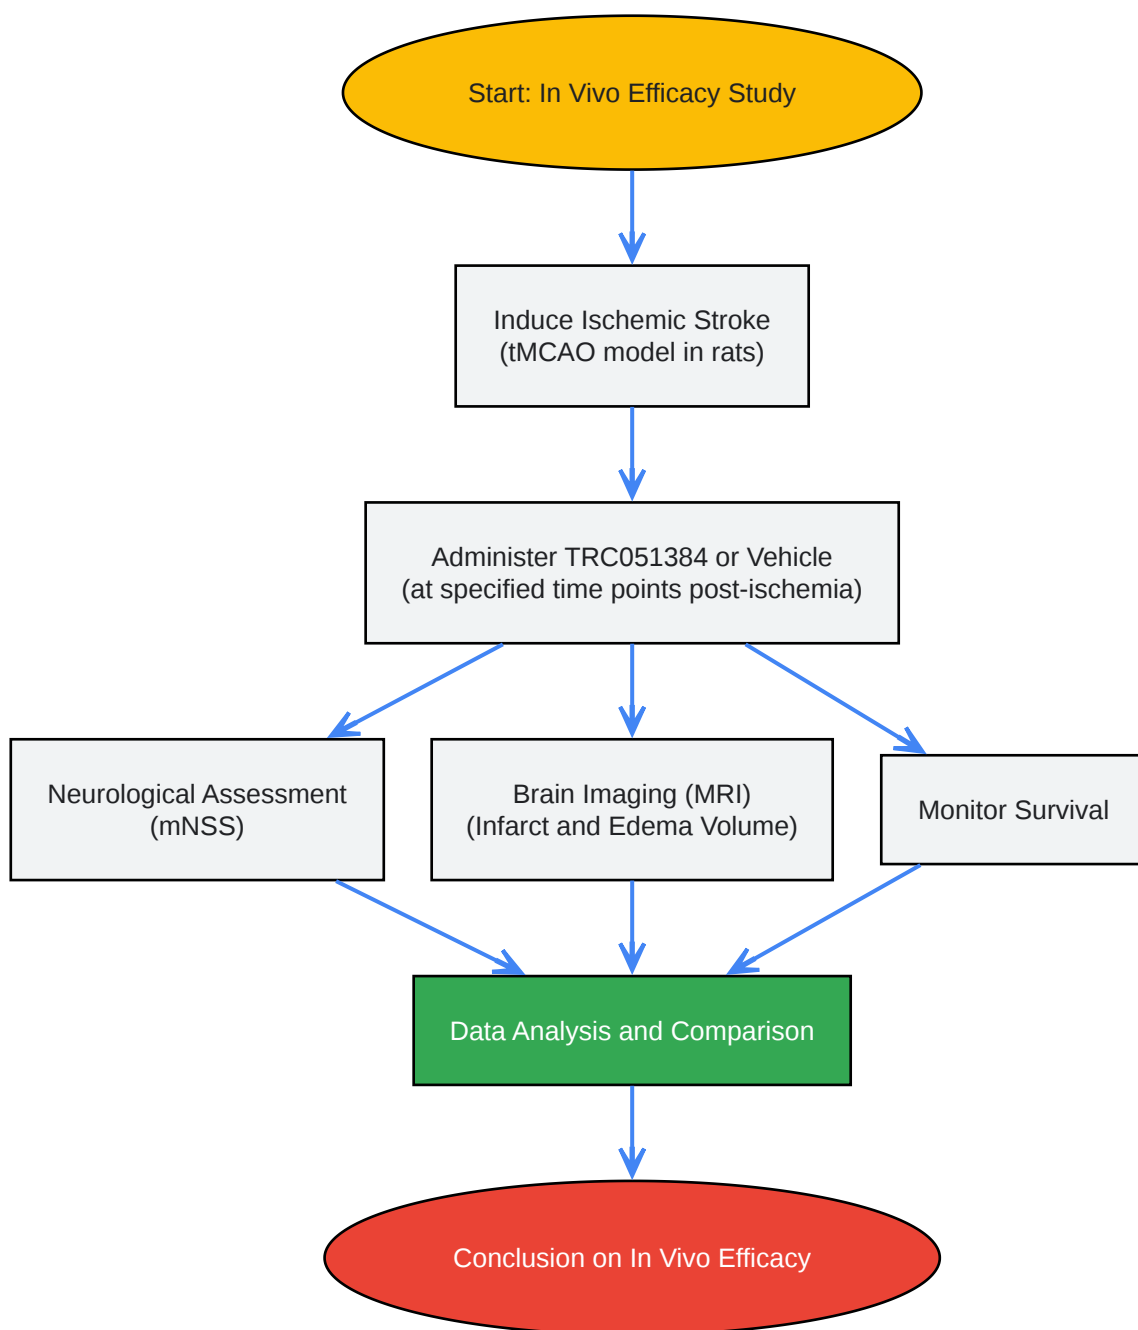 Start: In Vivo Efficacy Study
Induce Ischemic Stroke
(tMCAO model in rats)
Administer TRC051384 or Vehicle
(at specified time points post-ischemia)
Neurological Assessment
(mNSS)
Brain Imaging (MRI)
(Infarct and Edema Volume)
Monitor Survival
Data Analysis and Comparison
Conclusion on In Vivo Efficacy